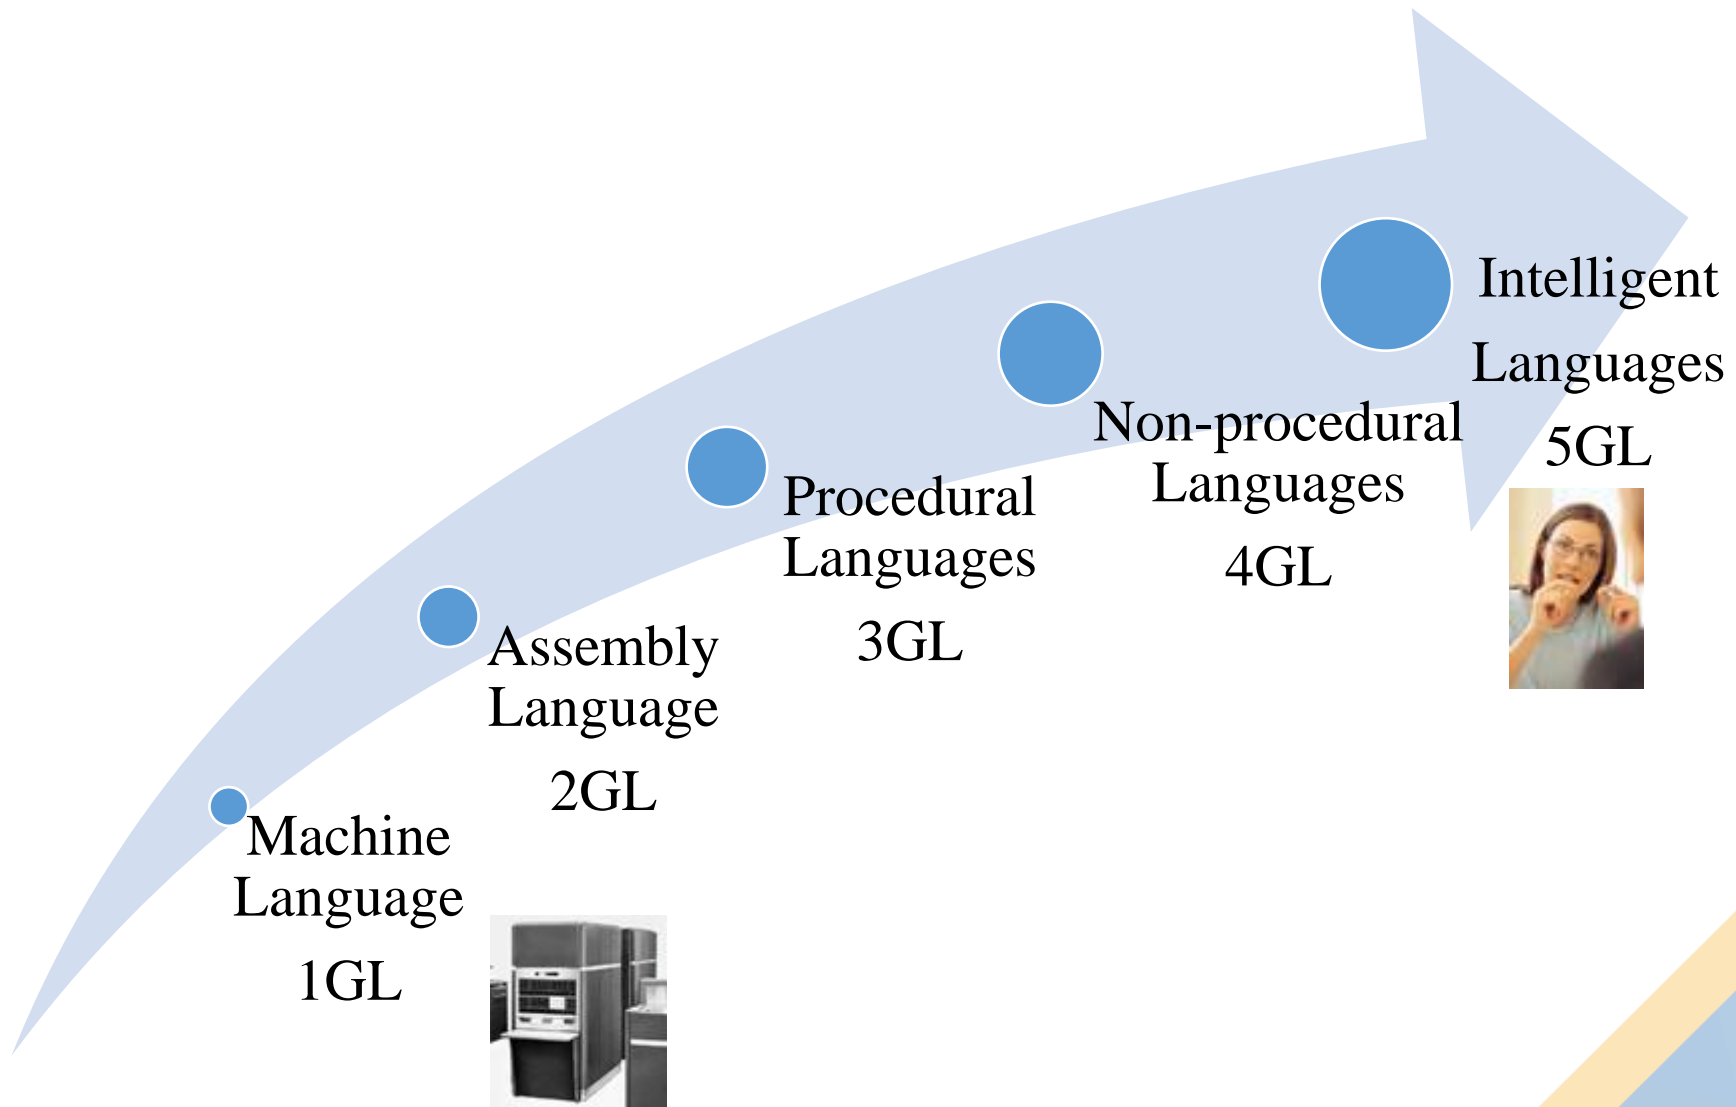 Machine
Language
1GL
Assembly
Language
2GL
Procedural
Languages
3GL
Non-procedural
Languages
4GL
Intelligent
Languages
5GL